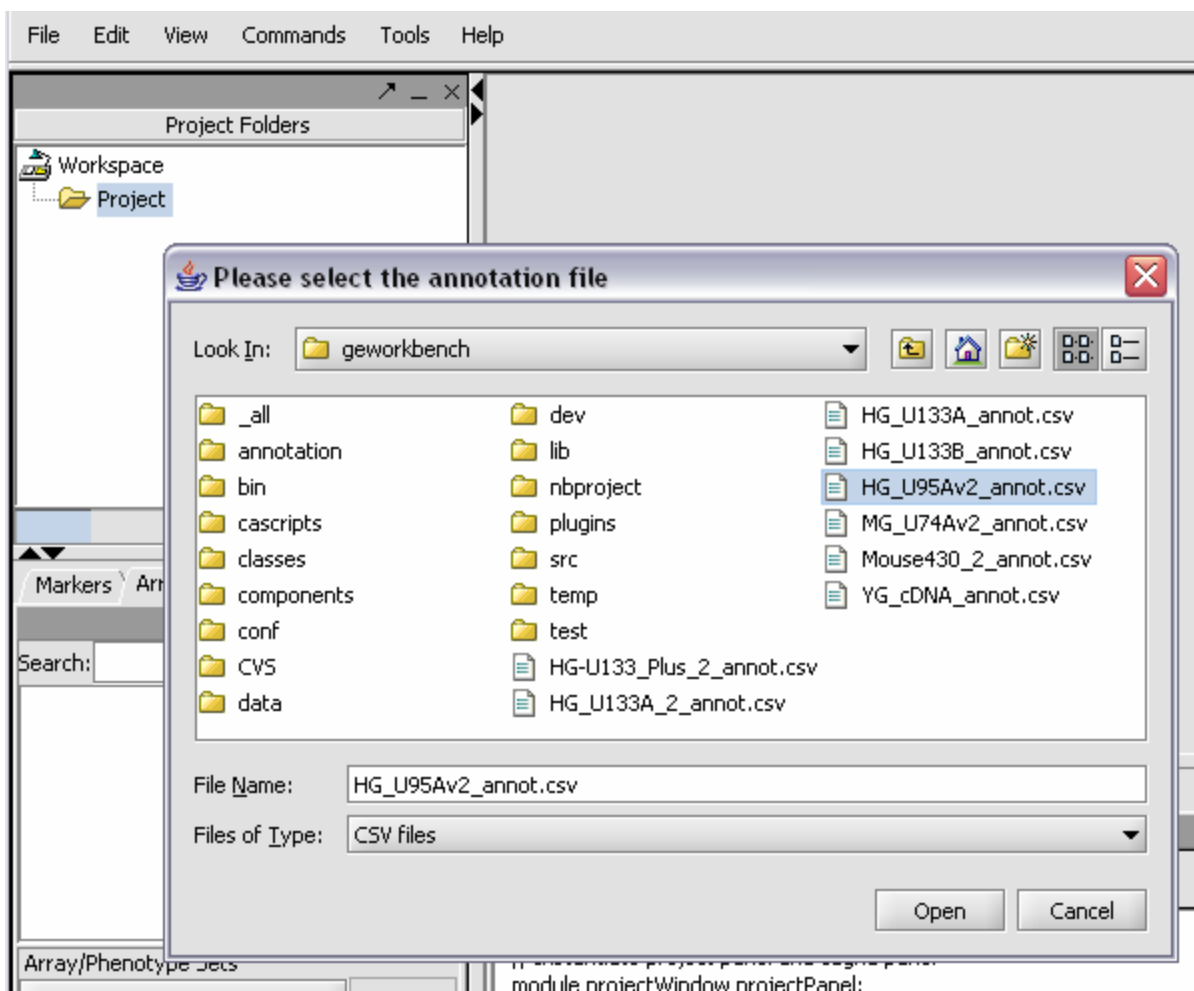 File Edit View Commands Tools Help
Project Folders
Workspace
Project
Please select the annotation file
Look In: geworkbench
_all
annotation
bin
cascripts
classes
components
conf
CVS
data
dev
lib
nbproject
plugins
src
temp
test
HG-U133_Plus_2_annot.csv
HG_U133A_2_annot.csv
HG_U133A_annot.csv
HG_U133B_annot.csv
HG_U95Av2_annot.csv
MG_U74Av2_annot.csv
Mouse430_2_annot.csv
YG_cDNA_annot.csv
File Name: HG_U95Av2_annot.csv
Files of Type: CSV files
Open Cancel
Markers Arr
Search:
Array/Phenotype Sets
module projectWindow.projectPanel;